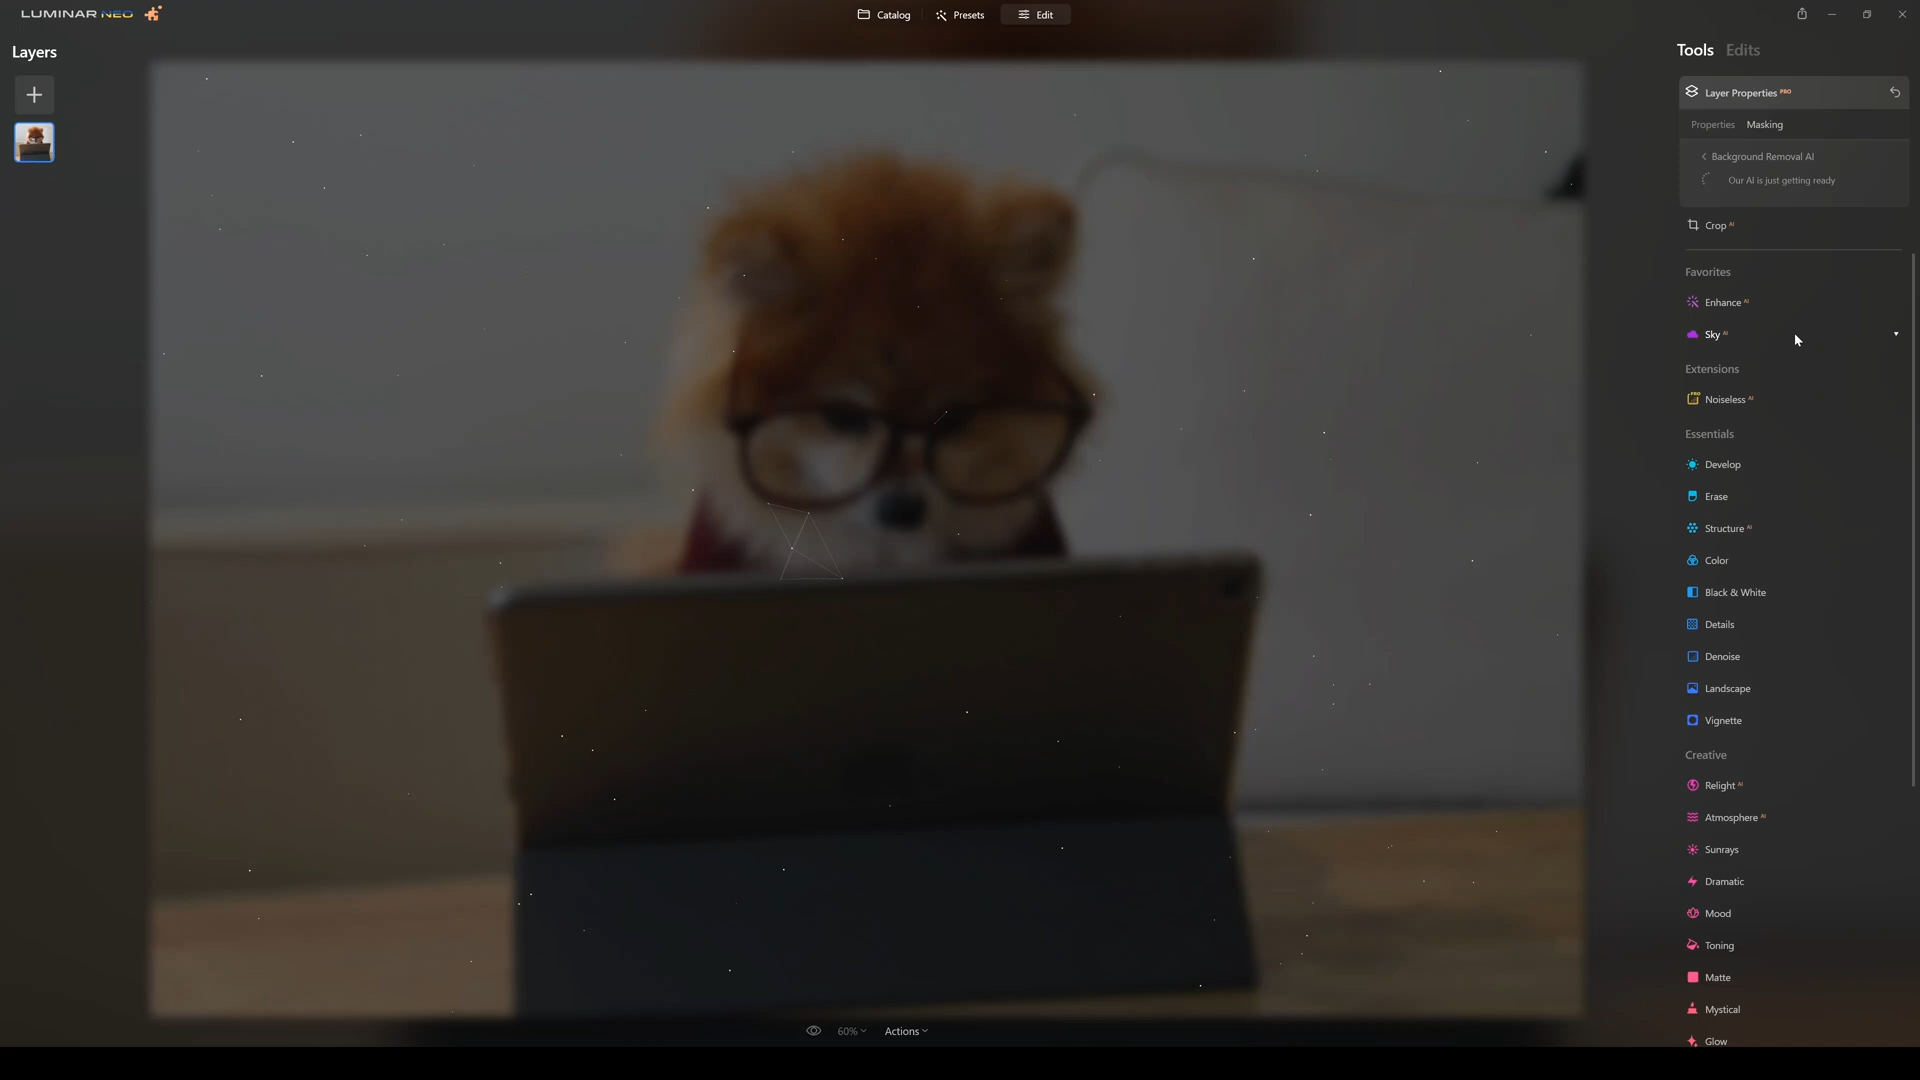 LUMINAR NEO
Catalog
Presets
Edit
Layers
Tools
Edits
Layer Properties PRO
Properties
Masking
Background Removal AI
Our AI is just getting ready
Crop AI
Favorites
Enhance AI
Sky AI
Extensions
Noiseless AI
Essentials
Develop
Erase
Structure AI
Color
Black & White
Details
Denoise
Landscape
Vignette
Creative
Relight AI
Atmosphere AI
Sunrays
Dramatic
Mood
Toning
Matte
Mystical
Glow
60%
Actions